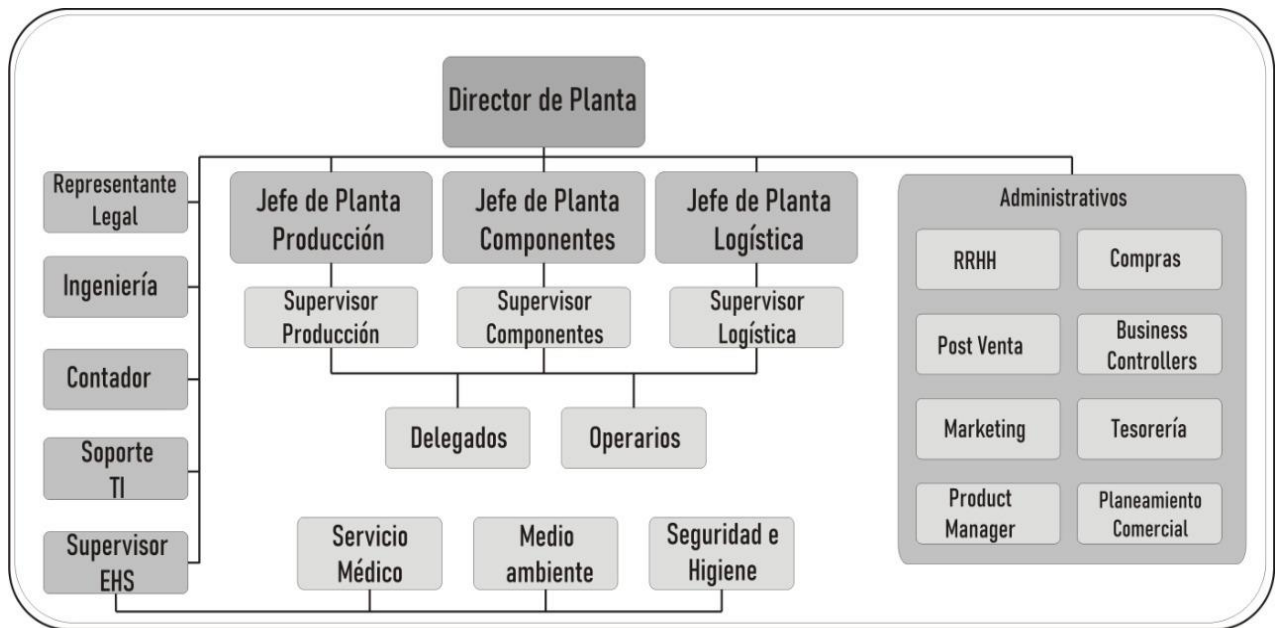 Director de Planta
Representante
Legal
Ingeniería
Contador
Soporte
TI
Supervisor
EHS
Jefe de Planta
Producción
Jefe de Planta
Componentes
Jefe de Planta
Logística
Supervisor
Producción
Supervisor
Componentes
Supervisor
Logística
Delegados
Operarios
Servicio
Médico
Medio
ambiente
Seguridad e
Higiene
Administrativos
RRHH
Compras
Post Venta
Business
Controllers
Marketing
Tesorería
Product
Manager
Planeamiento
Comercial